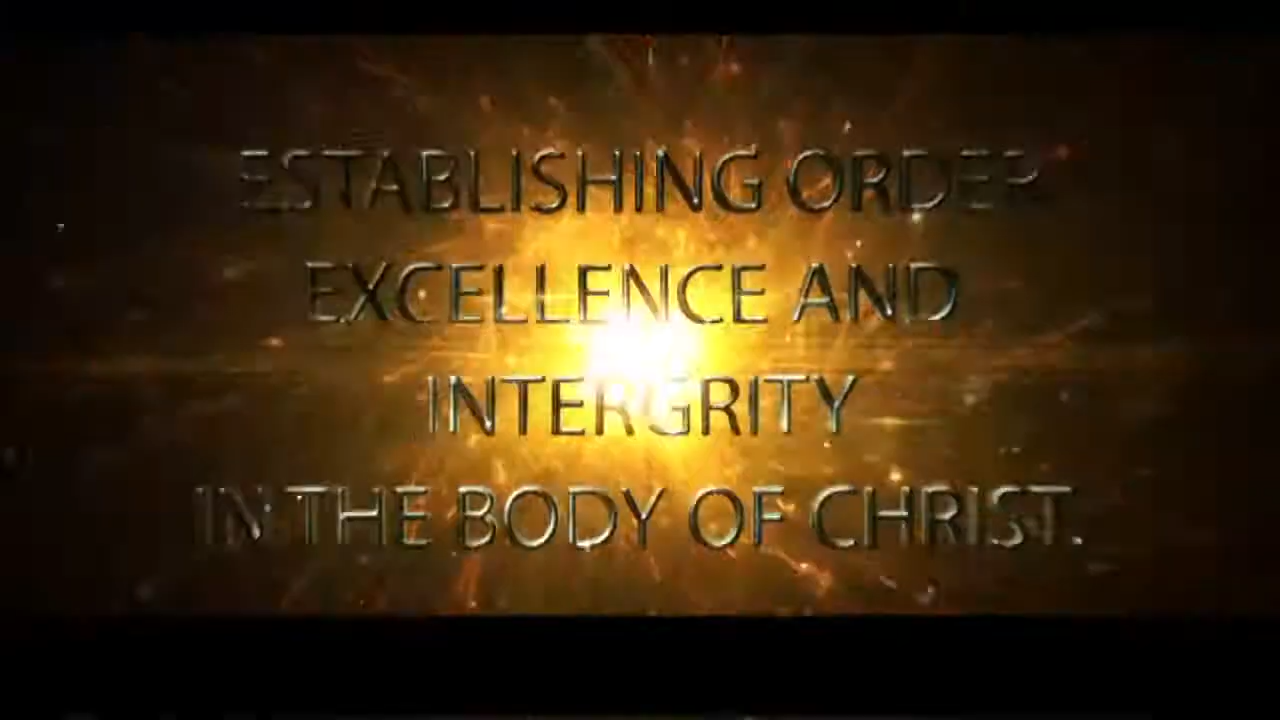 ESTABLISHING ORDER
EXCELLENCE AND
INTERGRITY
IN THE BODY OF CHRIST.